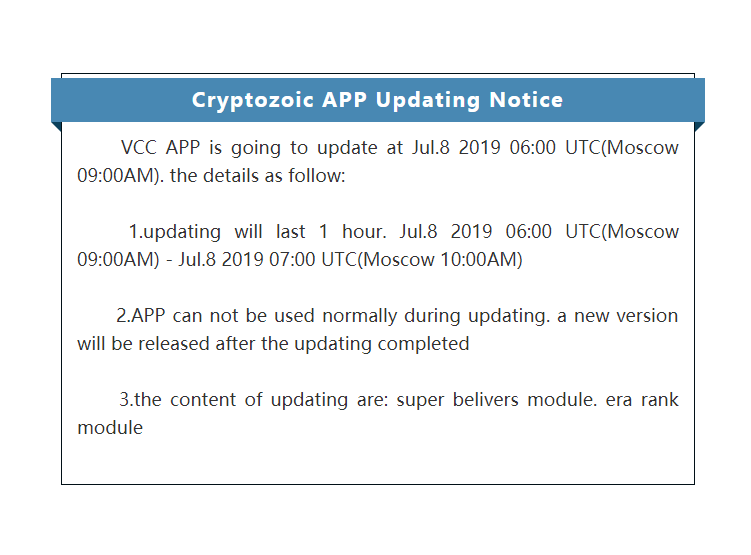 Cryptozoic APP Updating Notice
VCC APP is going to update at Jul.8 2019 06:00 UTC(Moscow
09:00AM). the details as follow:
1.updating will last 1 hour. Jul.8 2019 06:00 UTC(Moscow
09:00AM) - Jul.8 2019 07:00 UTC(Moscow 10:00AM)
2.APP can not be used normally during updating. a new version
will be released after the updating completed
3.the content of updating are: super belivers module. era rank
module